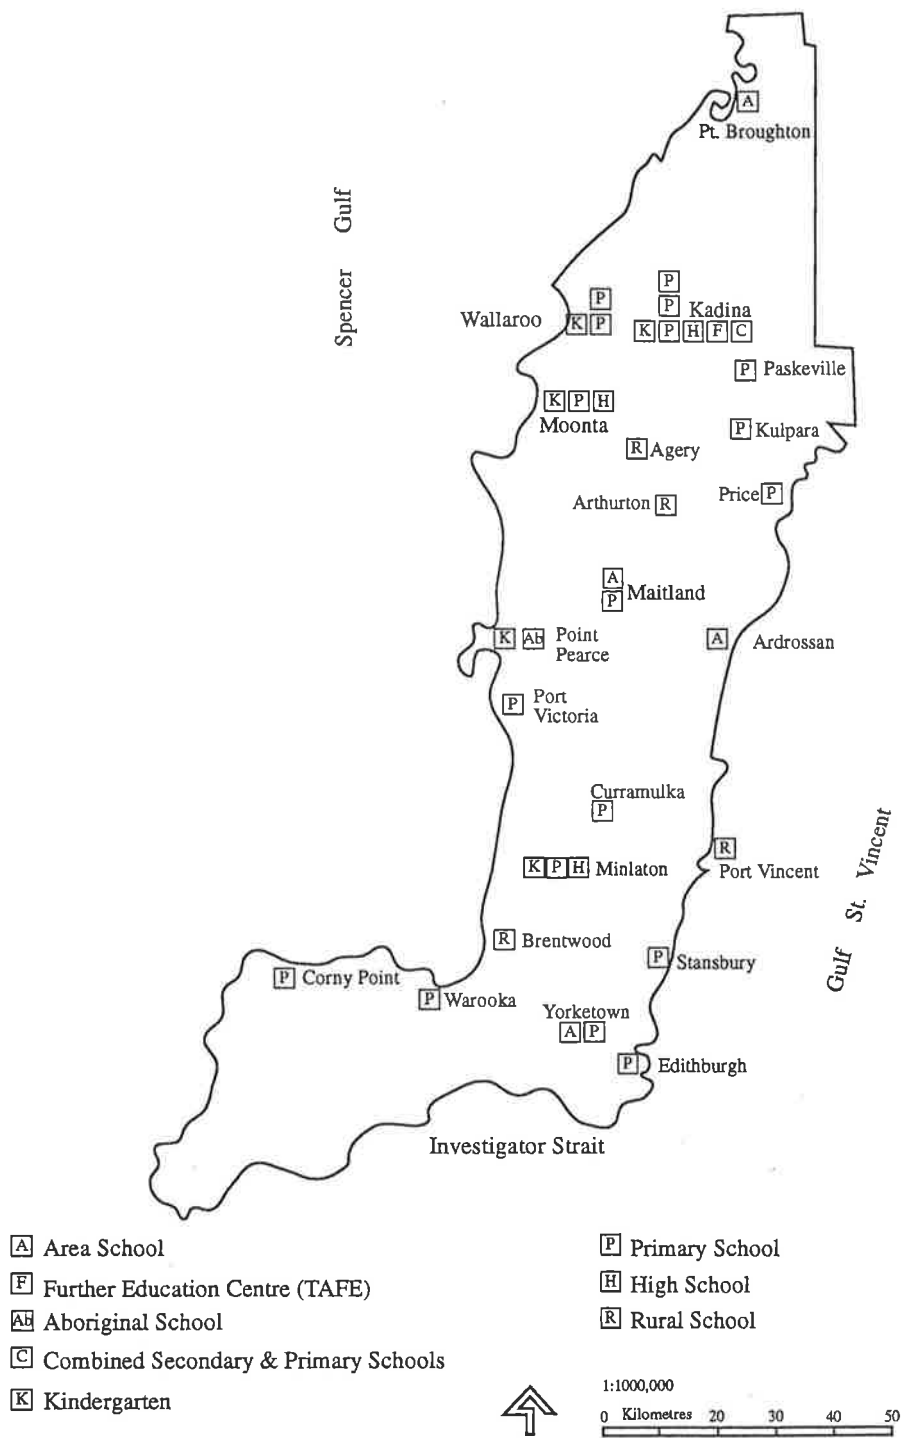 A
Pt. Broughton
Spencer Gulf
P
P
P
Kadina
Wallaroo
K P
K P H F C
P Paskeville
K P H
Moonta
P Kulpara
R Agery
Price P
Arthurton R
A
P
Maitland
K Ab Point
Pearce
A Ardrossan
P Port
Victoria
Curramulka
P
Gulf St. Vincent
R
Port Vincent
K P H Minlaton
R Brentwood
P Stansbury
P Corny Point
P Warooka
Yorketown
A P
P Edithburgh
Investigator Strait
A Area School
F Further Education Centre (TAFE)
Ab Aboriginal School
C Combined Secondary & Primary Schools
K Kindergarten
P Primary School
H High School
R Rural School
1:1000,000
0 Kilometres 20 30 40 50